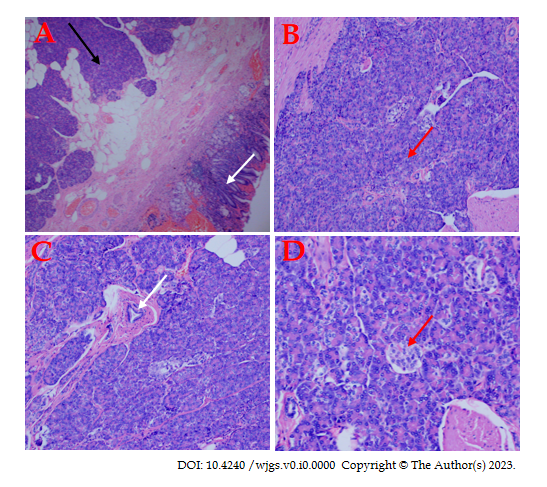 A
B
C
D
DOI: 10.4240 /wjgs.v0.i0.0000 Copyright © The Author(s) 2023.